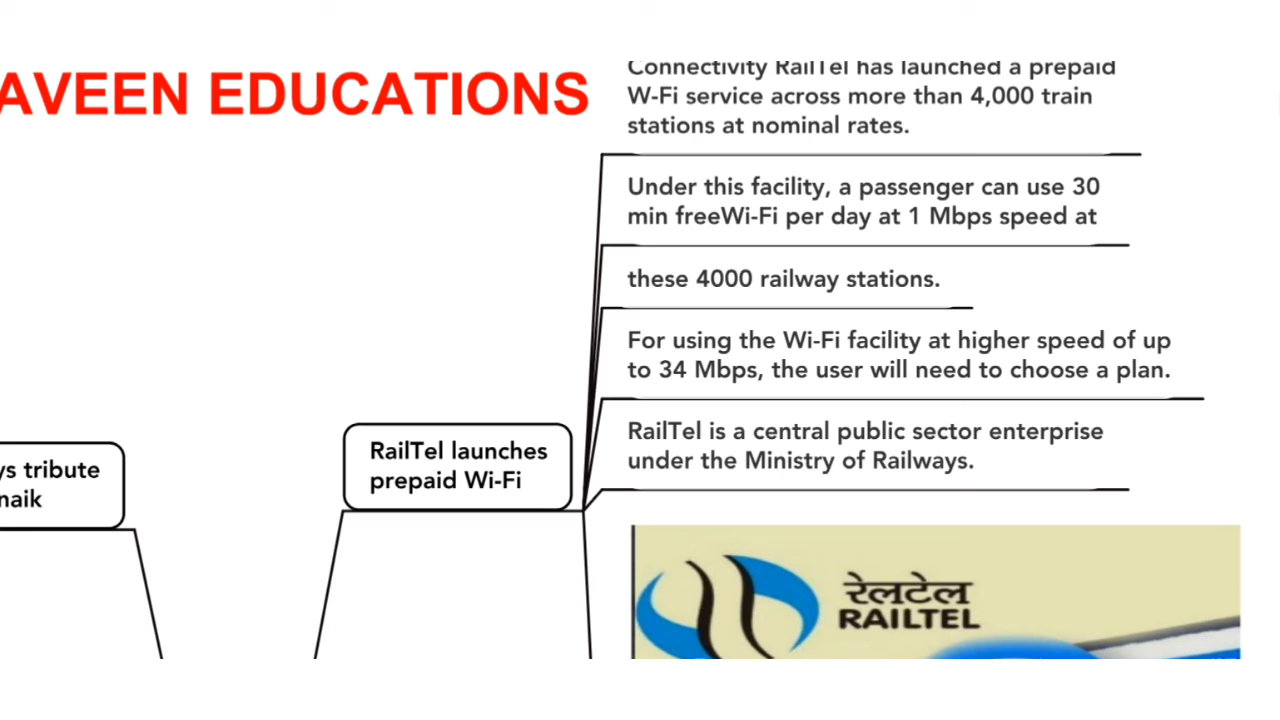 AVEEN EDUCATIONS
Connectivity RailTel has launched a prepaid
W-Fi service across more than 4,000 train
stations at nominal rates.
Under this facility, a passenger can use 30
min freeWi-Fi per day at 1 Mbps speed at
these 4000 railway stations.
For using the Wi-Fi facility at higher speed of up
to 34 Mbps, the user will need to choose a plan.
RailTel is a central public sector enterprise
under the Ministry of Railways.
RailTel launches
prepaid Wi-Fi
ys tribute
naik
रेलटेल
RAILTEL